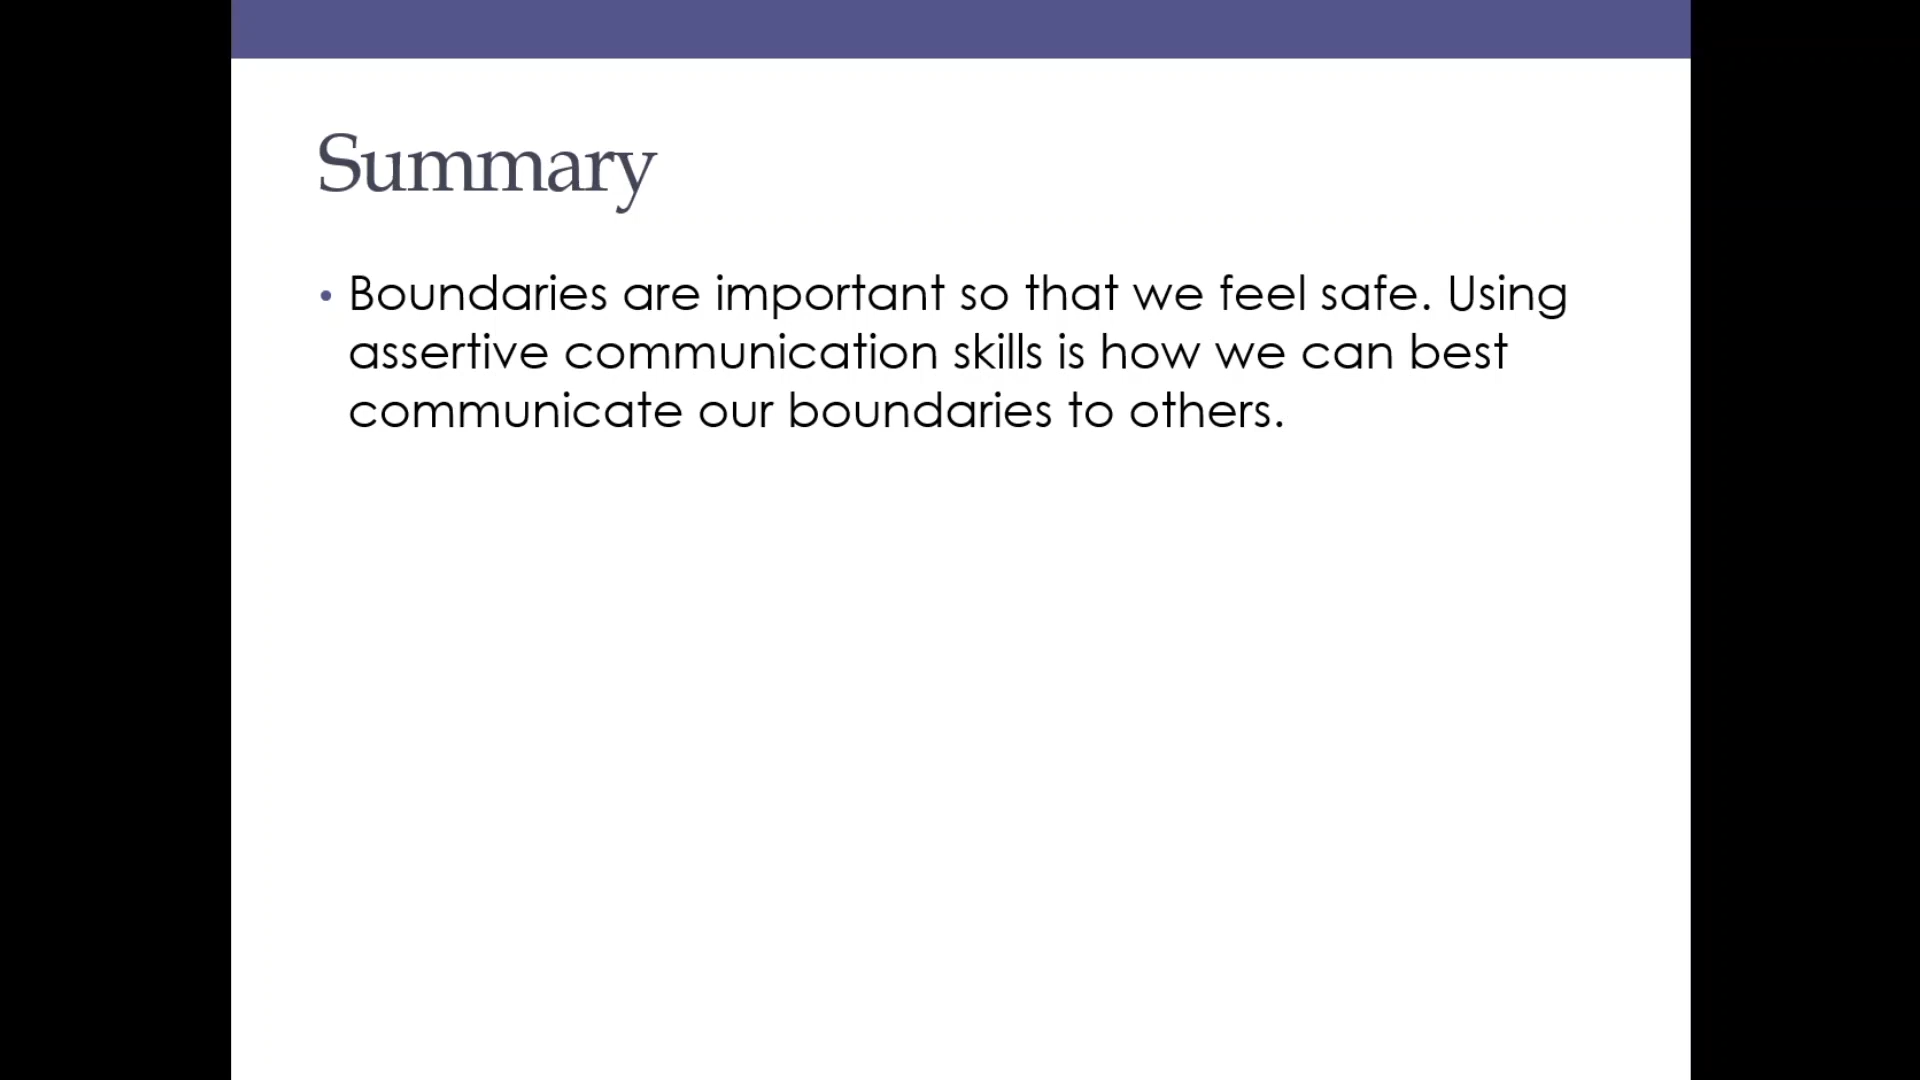 Summary
• Boundaries are important so that we feel safe. Using
assertive communication skills is how we can best
communicate our boundaries to others.